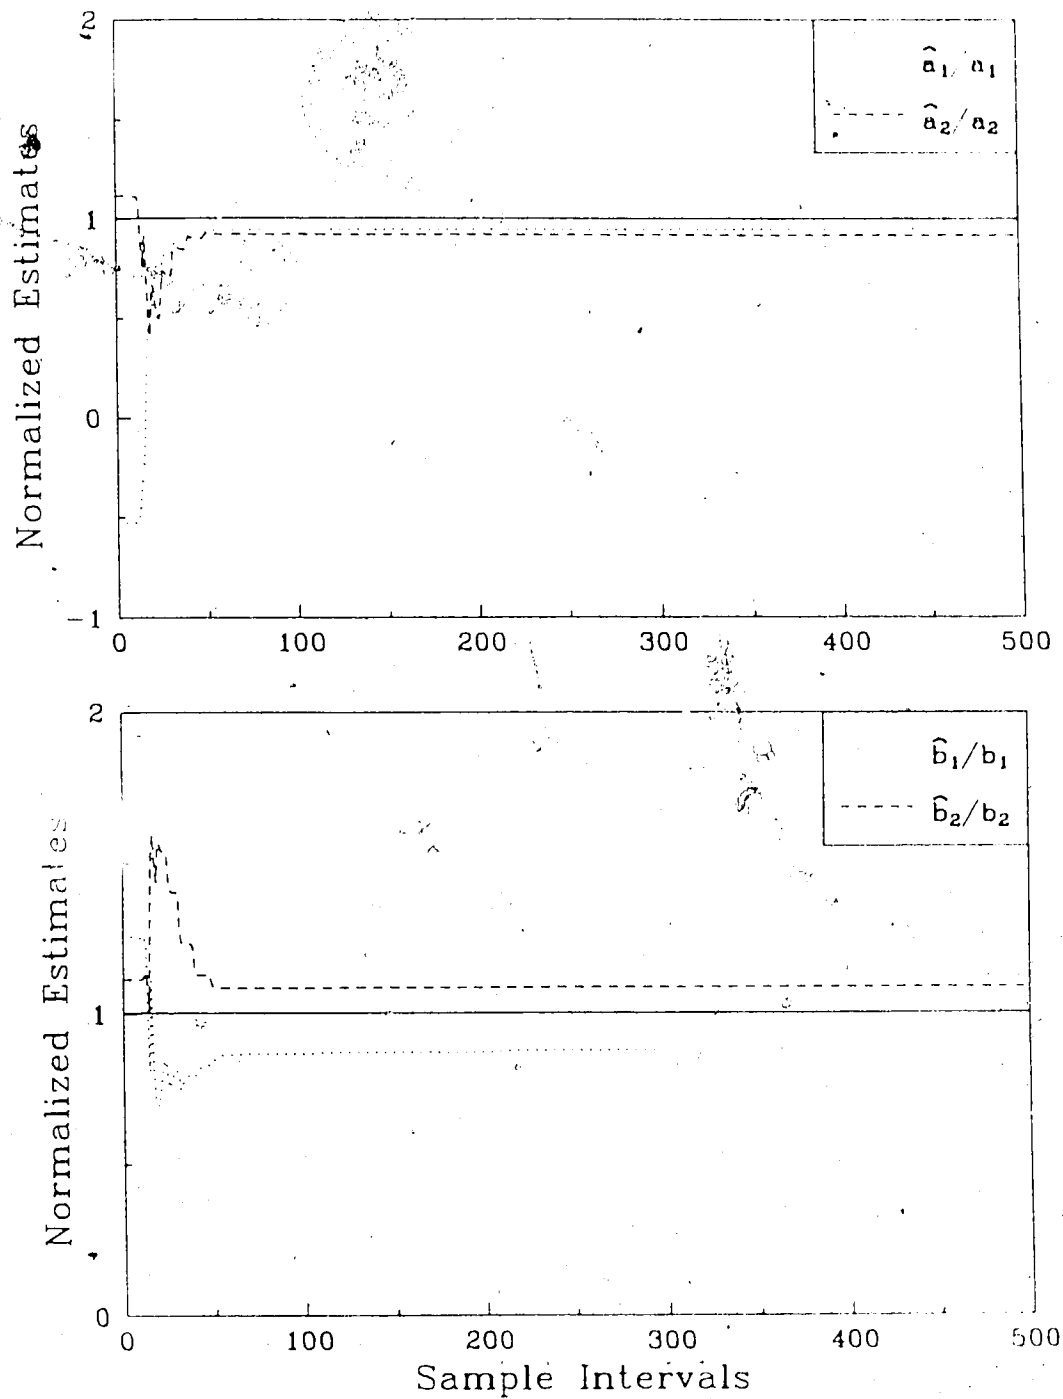 2
â₁/a₁
â₂/a₂
1
0
-1
Normalized Estimates
0 100 200 300 400 500
2
b̂₁/b₁
b̂₂/b₂
1
0
Normalized Estimates
0 100 200 300 400 500
Sample Intervals